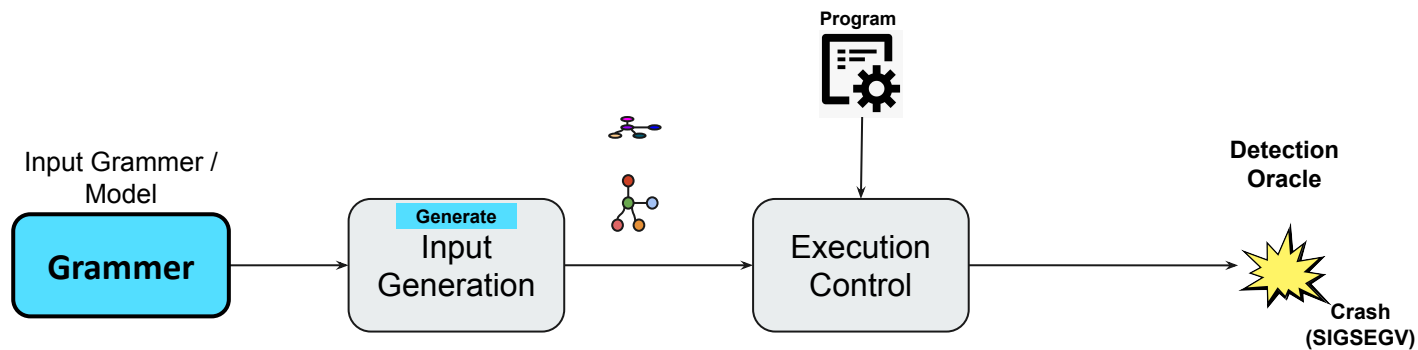 Program
Input Grammer /
Model
Grammer
Generate
Input
Generation
Execution
Control
Detection
Oracle
Crash
(SIGSEGV)